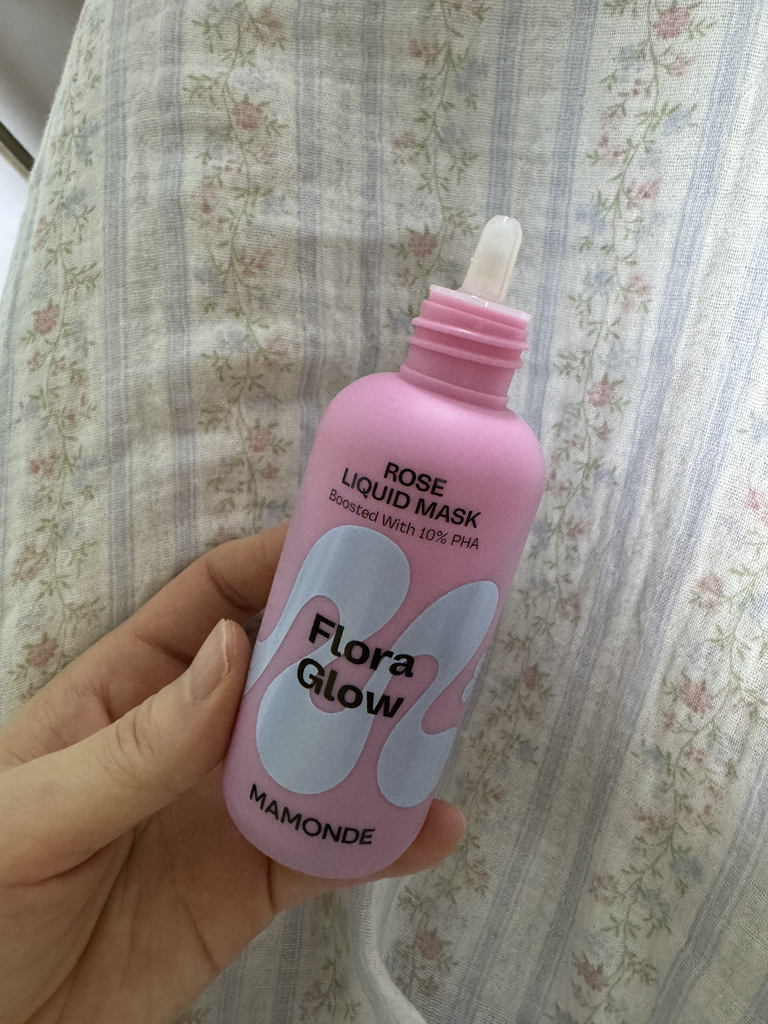 ROSE
LIQUID MASK
Boosted With 10% PHA
Flora
Glow
MAMONDE